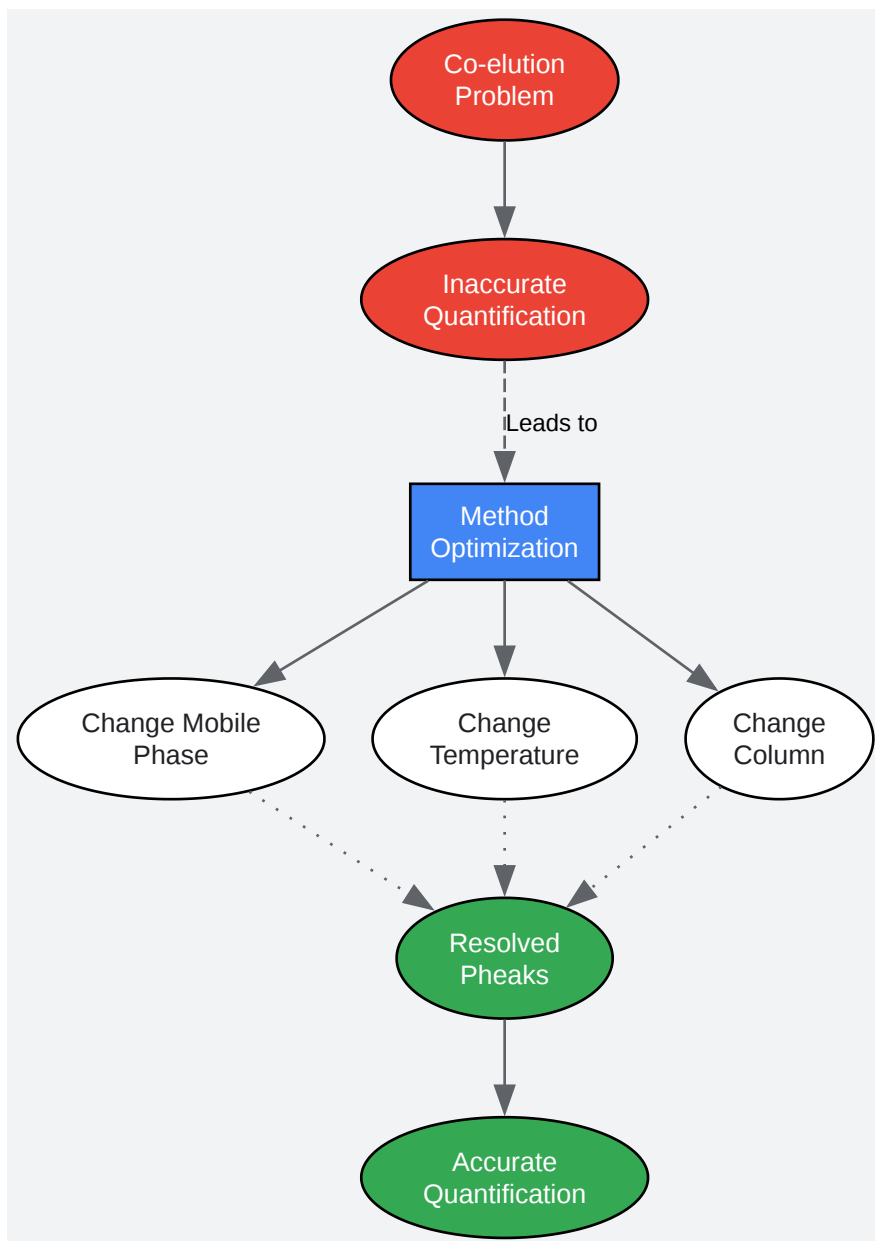 Co-elution
Problem
Inaccurate
Quantification
Leads to
Method
Optimization
Change Mobile
Phase
Change
Temperature
Change
Column
Resolved
Pheaks
Accurate
Quantification